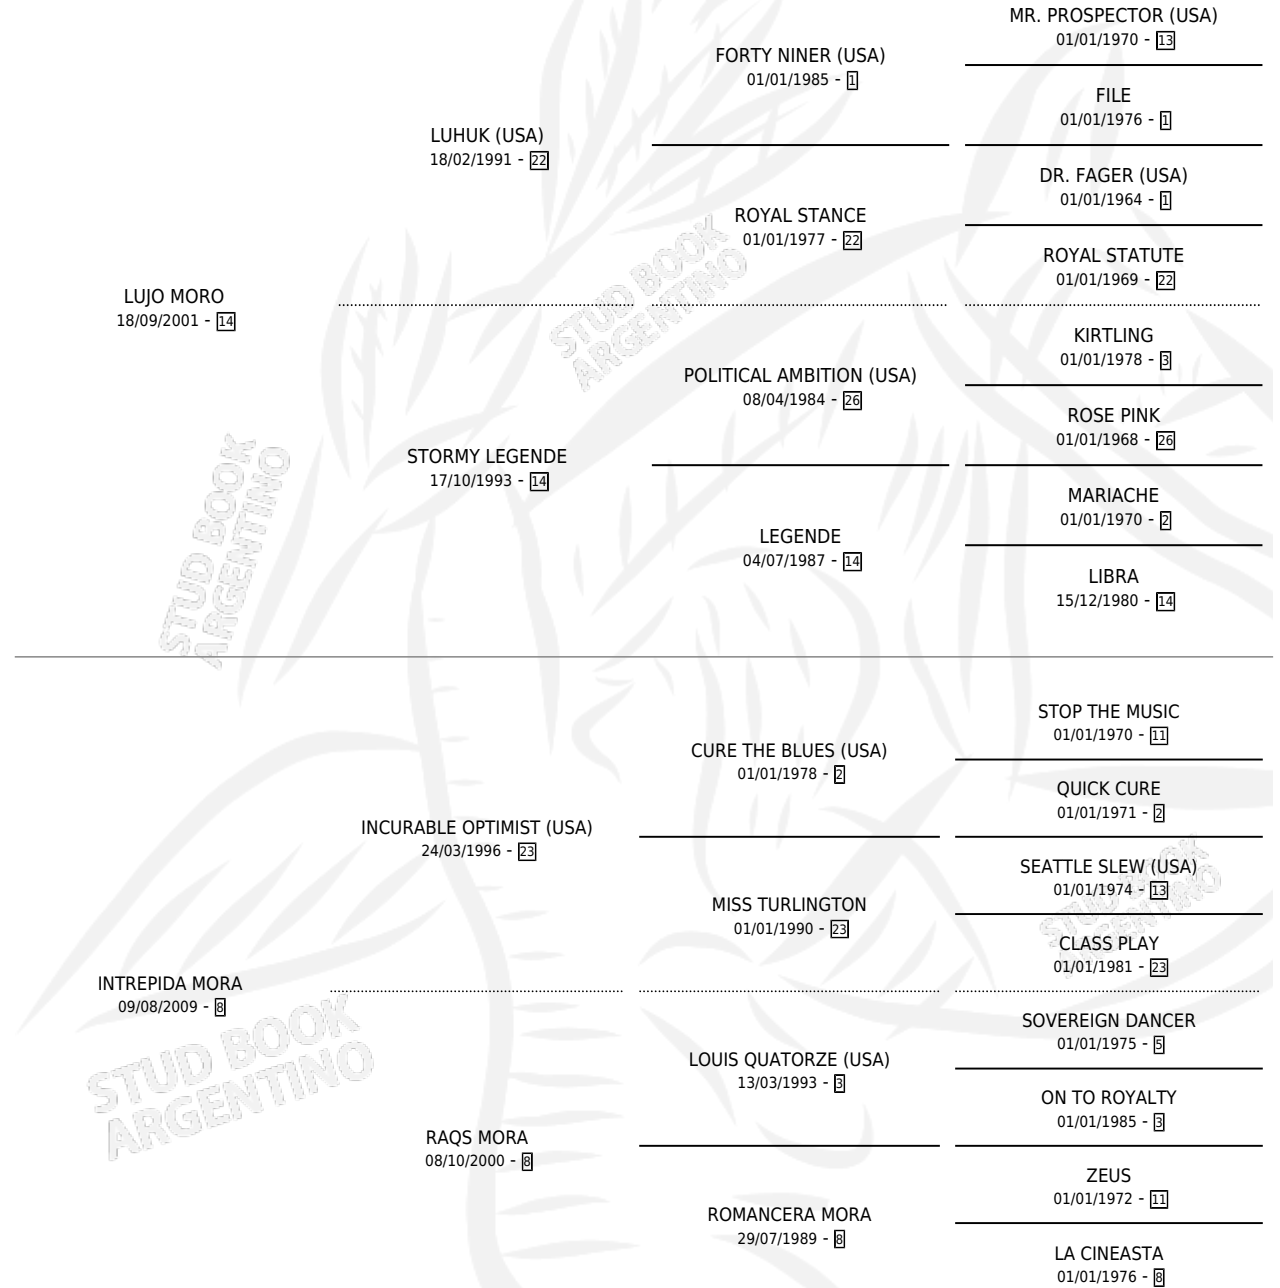 MR. PROSPECTOR (USA)
01/01/1970 - 13
FORTY NINER (USA)
01/01/1985 - 1
FILE
01/01/1976 - 1
LUHUK (USA)
18/02/1991 - 22
DR. FAGER (USA)
01/01/1964 - 1
ROYAL STANCE
01/01/1977 - 22
ROYAL STATUTE
01/01/1969 - 22
LUJO MORO
18/09/2001 - 14
STUD BOOK
ARGENTINO
KIRTLING
01/01/1978 - 3
POLITICAL AMBITION (USA)
08/04/1984 - 26
ROSE PINK
01/01/1968 - 26
STORMY LEGENDE
17/10/1993 - 14
MARIACHE
01/01/1970 - 2
LEGENDE
04/07/1987 - 14
LIBRA
15/12/1980 - 14
STUD BOOK
ARGENTINO
STOP THE MUSIC
01/01/1970 - 11
CURE THE BLUES (USA)
01/01/1978 - 2
QUICK CURE
01/01/1971 - 2
INCURABLE OPTIMIST (USA)
24/03/1996 - 23
SEATTLE SLEW (USA)
01/01/1974 - 13
MISS TURLINGTON
01/01/1990 - 23
CLASS PLAY
01/01/1981 - 23
STUD BOOK
ARGENTINO
INTREPIDA MORA
09/08/2009 - 8
SOVEREIGN DANCER
01/01/1975 - 5
LOUIS QUATORZE (USA)
13/03/1993 - 3
ON TO ROYALTY
01/01/1985 - 3
STUD BOOK
ARGENTINO
RAQS MORA
08/10/2000 - 8
ZEUS
01/01/1972 - 11
ROMANCERA MORA
29/07/1989 - 8
LA CINEASTA
01/01/1976 - 8